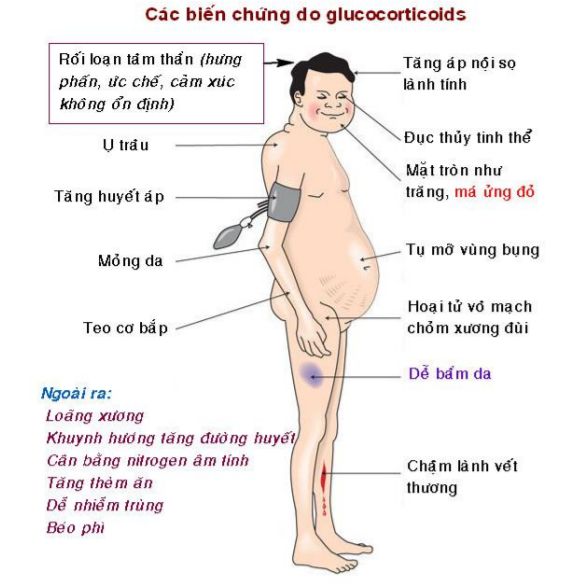 Các biến chứng do glucocorticoids
Rối loạn tâm thần (hưng
phấn, ức chế, cảm xúc
không ổn định)
Tăng áp nội sọ
lành tính
Đục thủy tinh thể
Ụ trâu
Mặt tròn như
trăng, má ửng đỏ
Tăng huyết áp
Tụ mỡ vùng bụng
Mỏng da
Hoại tử vô mạch
chỏm xương đùi
Teo cơ bắp
Dễ bầm da
Ngoài ra:
Loãng xương
Khuynh hướng tăng đường huyết
Cân bằng nitrogen âm tính
Tăng thèm ăn
Dễ nhiễm trùng
Béo phì
Chậm lành vết
thương